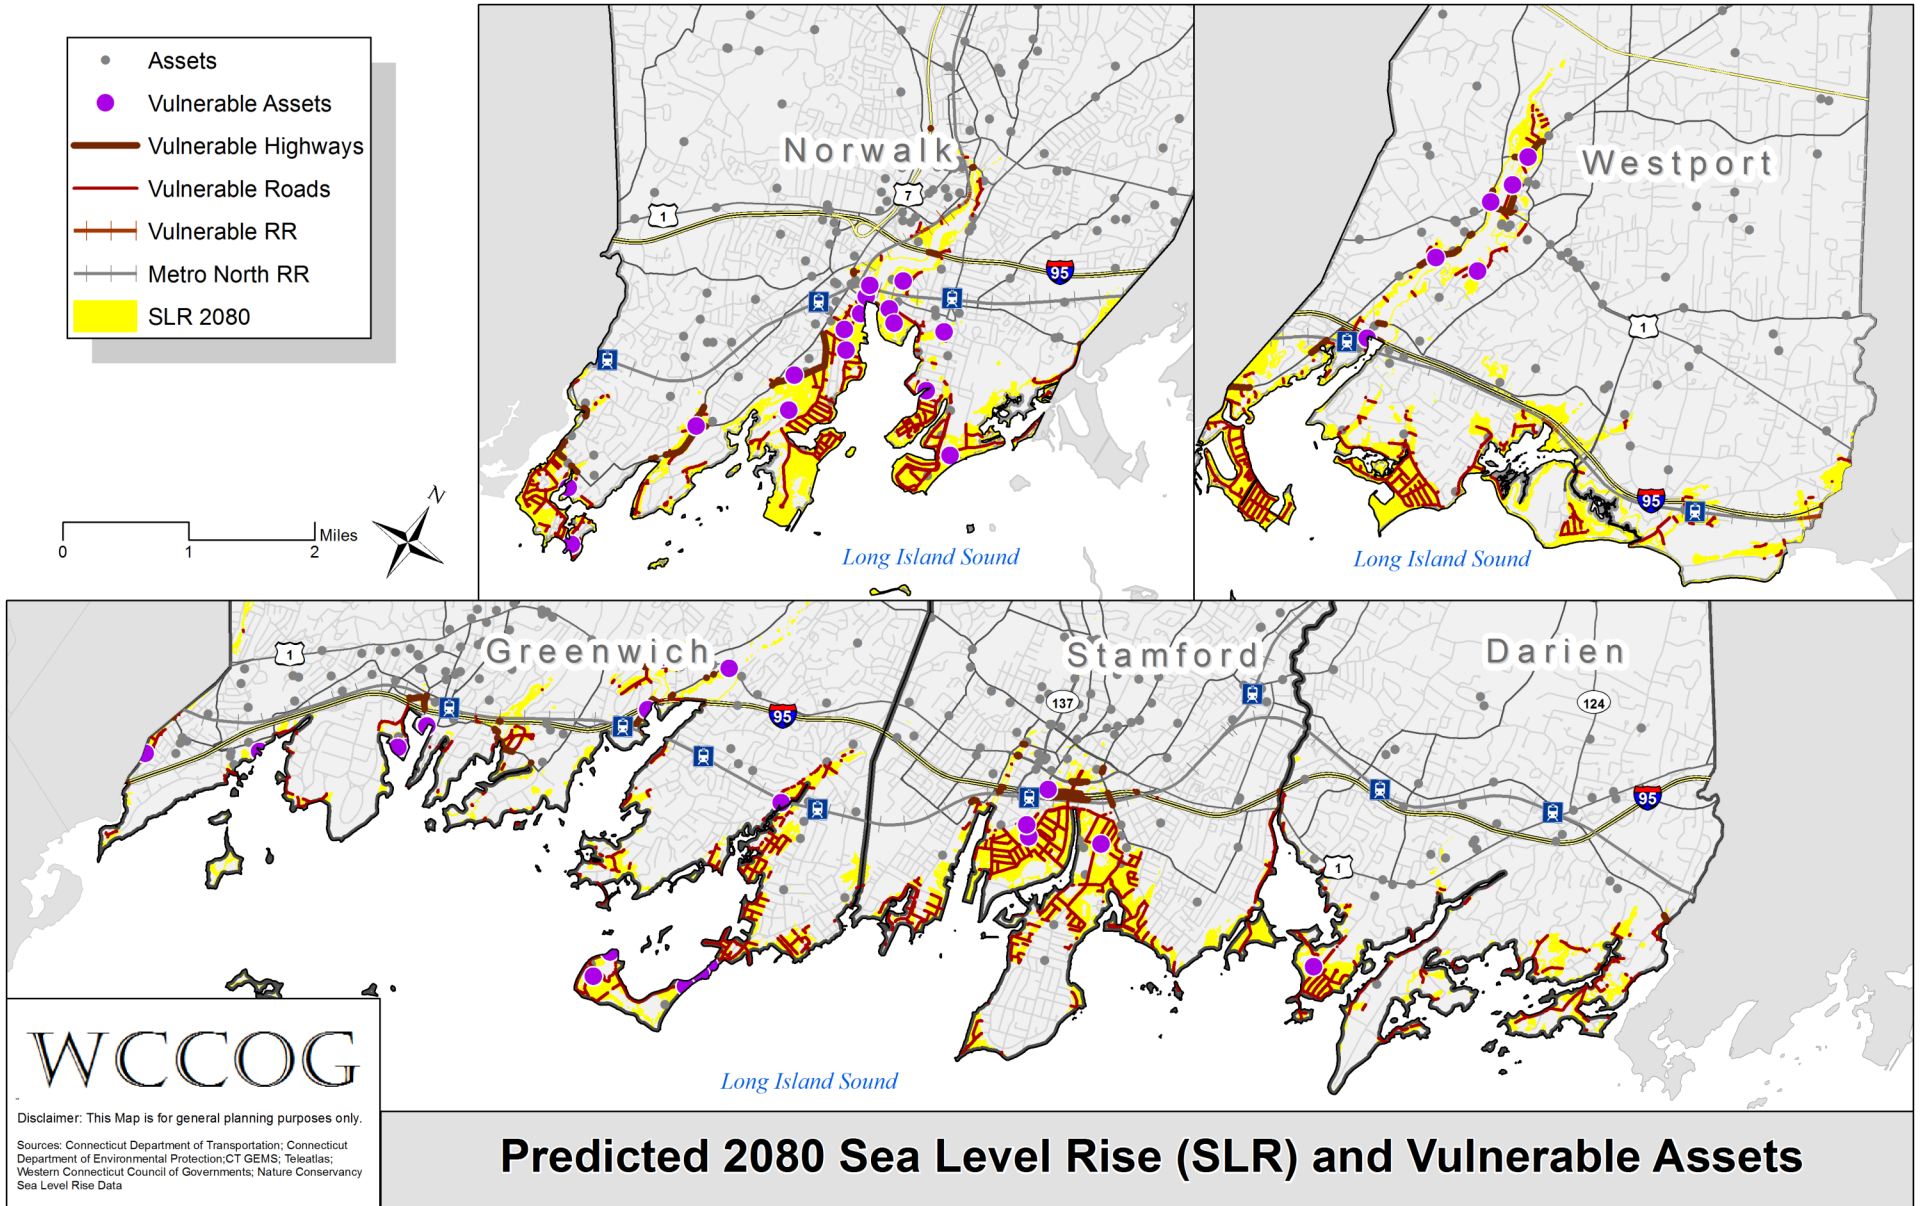 Assets
Vulnerable Assets
Vulnerable Highways
Vulnerable Roads
Vulnerable RR
Metro North RR
SLR 2080
N
Miles
0 1 2
Norwalk
7
1
95
Long Island Sound
Westport
1
95
Long Island Sound
Greenwich
1
95
Stamford
137
Darien
124
95
1
Long Island Sound
WCCOG
Disclaimer: This Map is for general planning purposes only.
Sources: Connecticut Department of Transportation; Connecticut
Department of Environmental Protection;CT GEMS; Teleatlas;
Western Connecticut Council of Governments; Nature Conservancy
Sea Level Rise Data
Predicted 2080 Sea Level Rise (SLR) and Vulnerable Assets